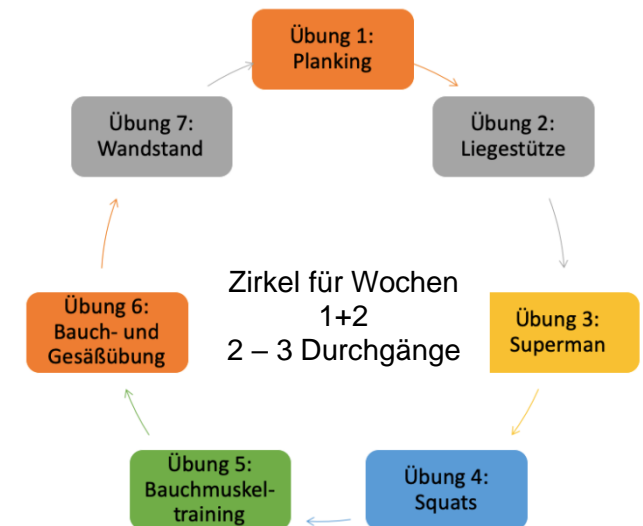 Übung 1:
Planking
Übung 2:
Liegestütze
Übung 3:
Superman
Übung 4:
Squats
Übung 5:
Bauchmuskel-
training
Übung 6:
Bauch- und
Gesäßübung
Übung 7:
Wandstand
Zirkel für Wochen
1+2
2 – 3 Durchgänge